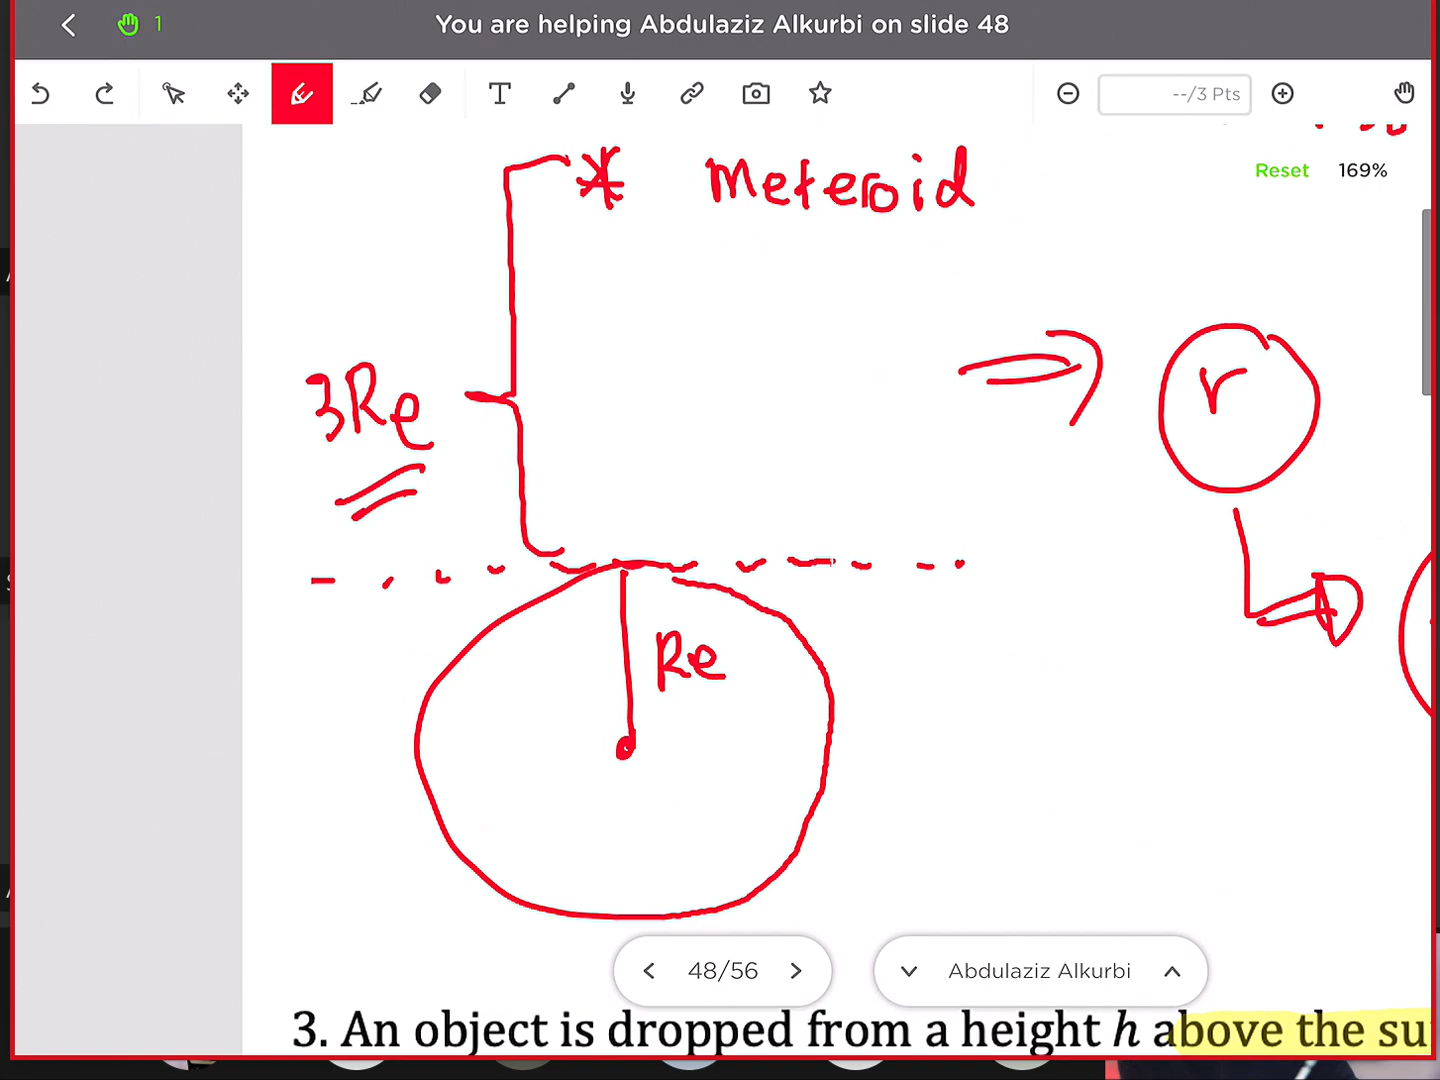 1
You are helping Abdulaziz Alkurbi on slide 48
T
--/3 Pts
Reset 169%
* Meteroid
3Re
r
Re
48/56
Abdulaziz Alkurbi
3. An object is dropped from a height h above the su